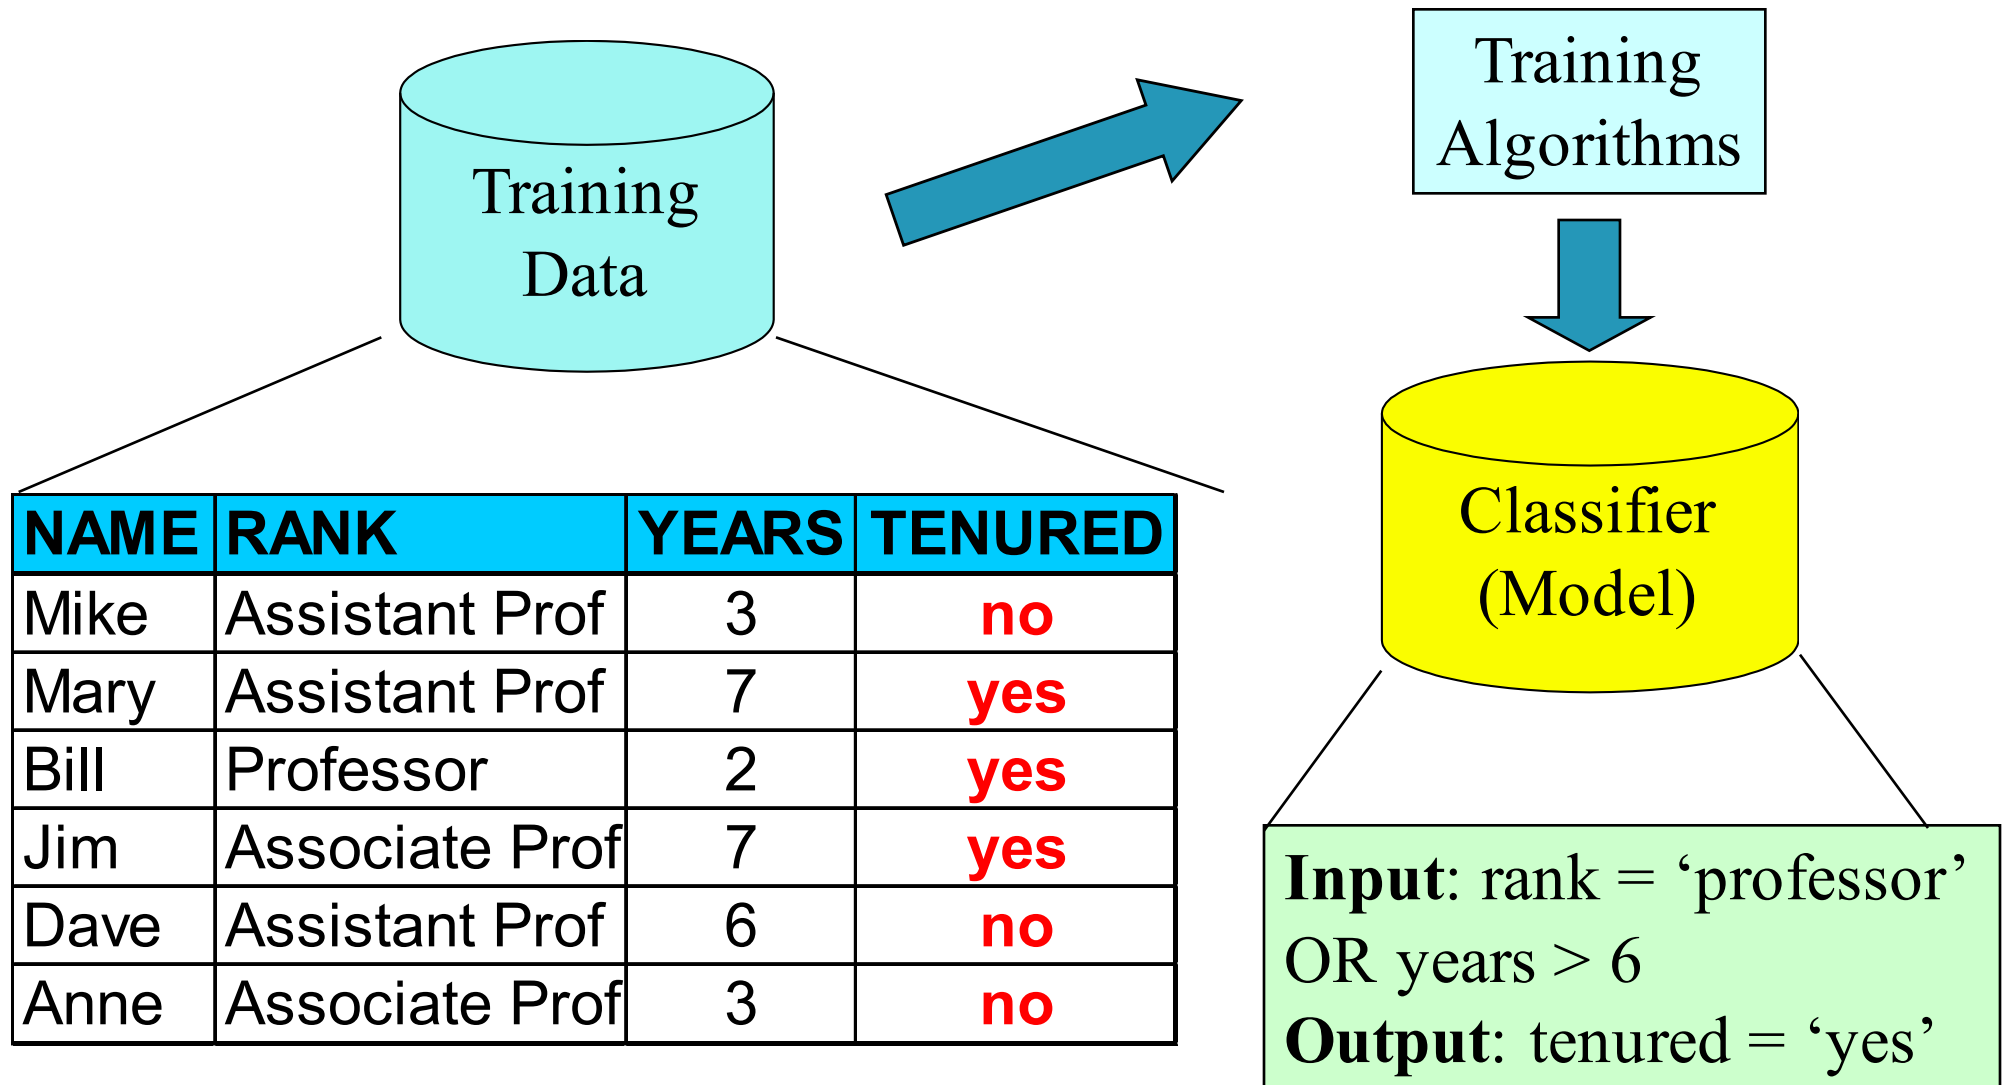 Training
Data
Training
Algorithms
Classifier
(Model)
NAME RANK YEARS TENURED
Mike Assistant Prof 3 no
Mary Assistant Prof 7 yes
Bill Professor 2 yes
Jim Associate Prof 7 yes
Dave Assistant Prof 6 no
Anne Associate Prof 3 no
Input: rank = ‘professor’
OR years > 6
Output: tenured = ‘yes’